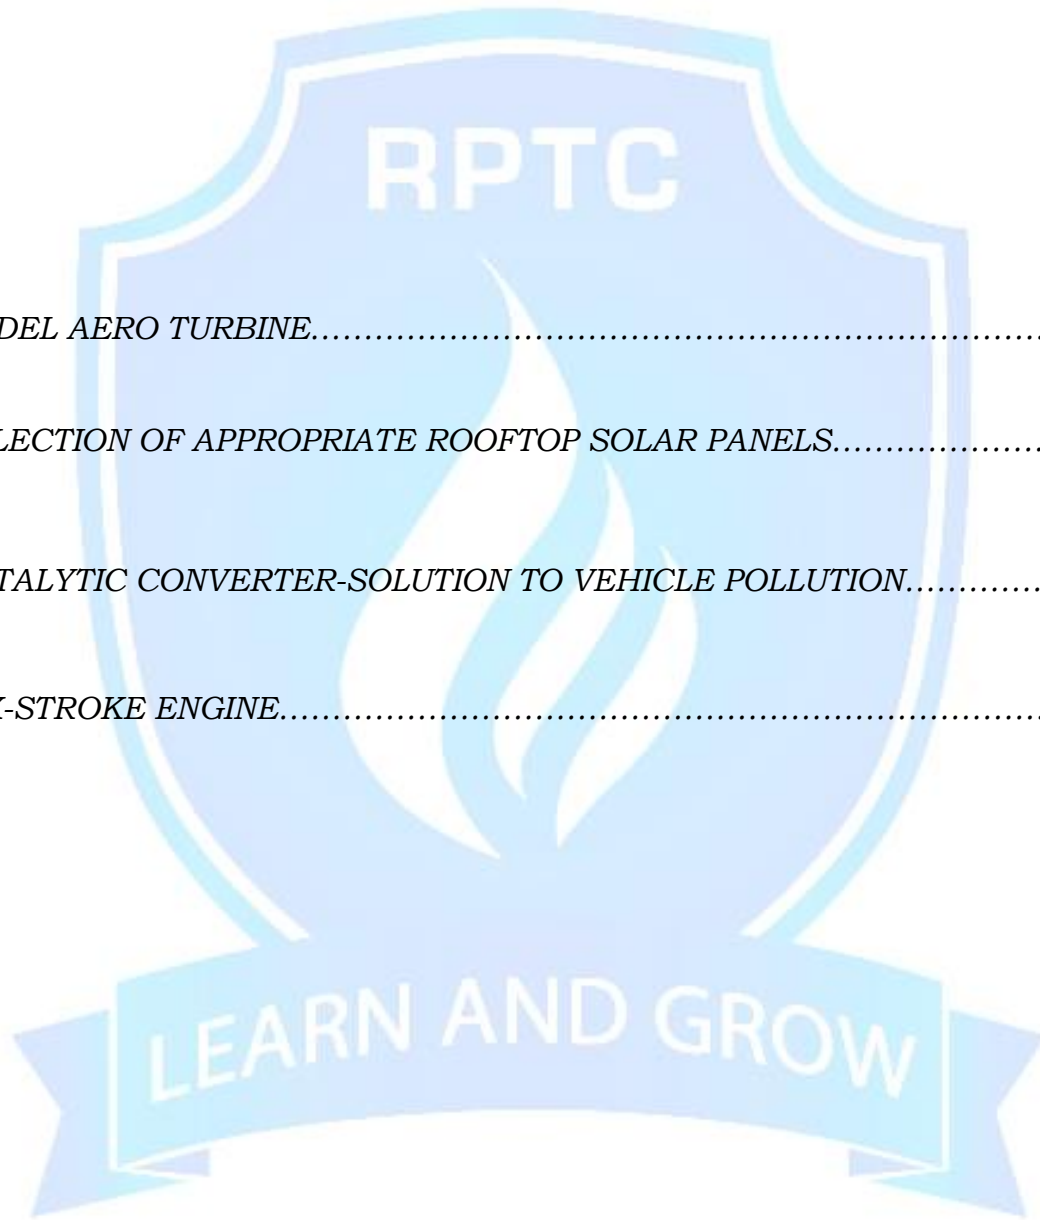 RPTC
DEL AERO TURBINE……………………………………………………………………
LECTION OF APPROPRIATE ROOFTOP SOLAR PANELS…………………
TALYTIC CONVERTER-SOLUTION TO VEHICLE POLLUTION……………
X-STROKE ENGINE………………………………………………………………………
LEARN AND GROW